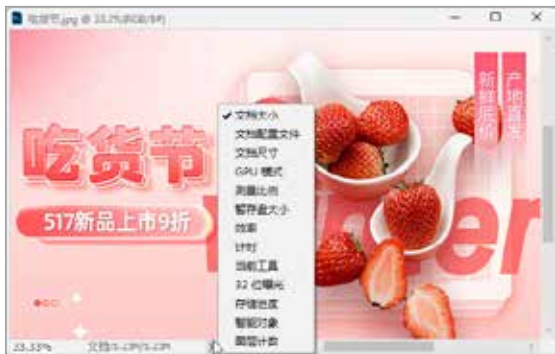 吃货节.jpg @ 33.3%(RGB/8#)
新鲜底价
产地直发
吃货节
517新品上市9折
文档大小
文档配置文件
文档尺寸
GPU 模式
测量比例
暂存盘大小
效率
计时
当前工具
32 位曝光
存储进度
智能对象
图层计数
33.33%